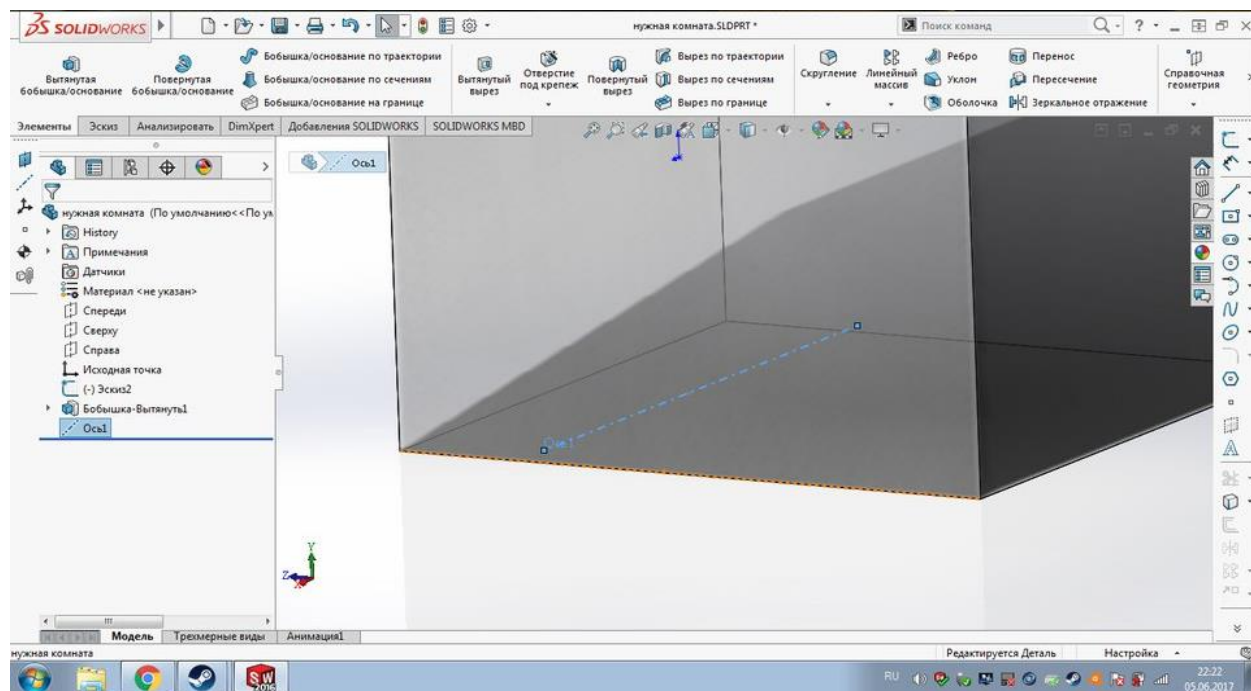 SOLIDWORKS
нужная комната.SLDPRT *
Поиск команд
?
Вытянутая бобышка/основание
Повернутая бобышка/основание
Бобышка/основание по траектории
Бобышка/основание по сечениям
Бобышка/основание на границе
Вытянутый вырез
Отверстие под крепеж
Повернутый вырез
Вырез по траектории
Вырез по сечениям
Вырез по границе
Скругление
Линейный массив
Ребро
Уклон
Оболочка
Перенос
Пересечение
Зеркальное отражение
Справочная геометрия
Элементы Эскиз Анализировать DimXpert Добавления SOLIDWORKS SOLIDWORKS MBD
Ось1
нужная комната (По умолчанию<<По ум
History
Примечания
Датчики
Материал <не указан>
Спереди
Сверху
Справа
Исходная точка
(-) Эскиз2
Бобышка-Вытянуть1
Ось1
Ось1
Y
Z
X
Модель Трехмерные виды Анимация1
нужная комната
Редактируется Деталь Настройка
SW 2016
RU
22:22
05.06.2017